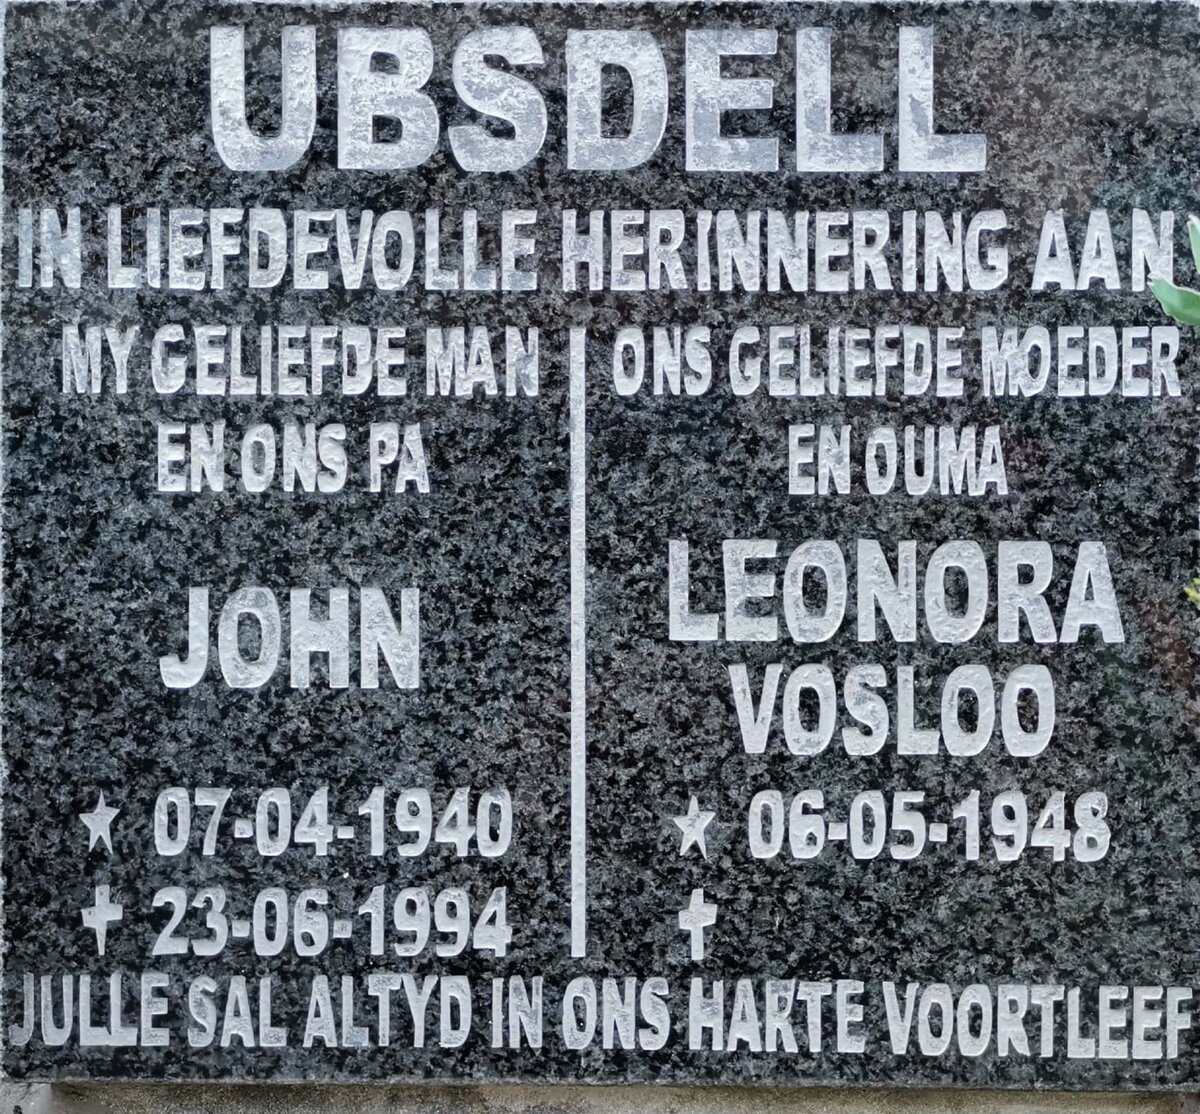 UBSDELL
IN LIEFDEVOLLE HERINNERING AAN
MY GELIEFDE MAN
EN ONS PA
JOHN
★ 07-04-1940
✝ 23-06-1994
ONS GELIEFDE MOEDER
EN OUMA
LEONORA
VOSLOO
★ 06-05-1948
✝
JULLE SAL ALTYD IN ONS HARTE VOORTLEEF